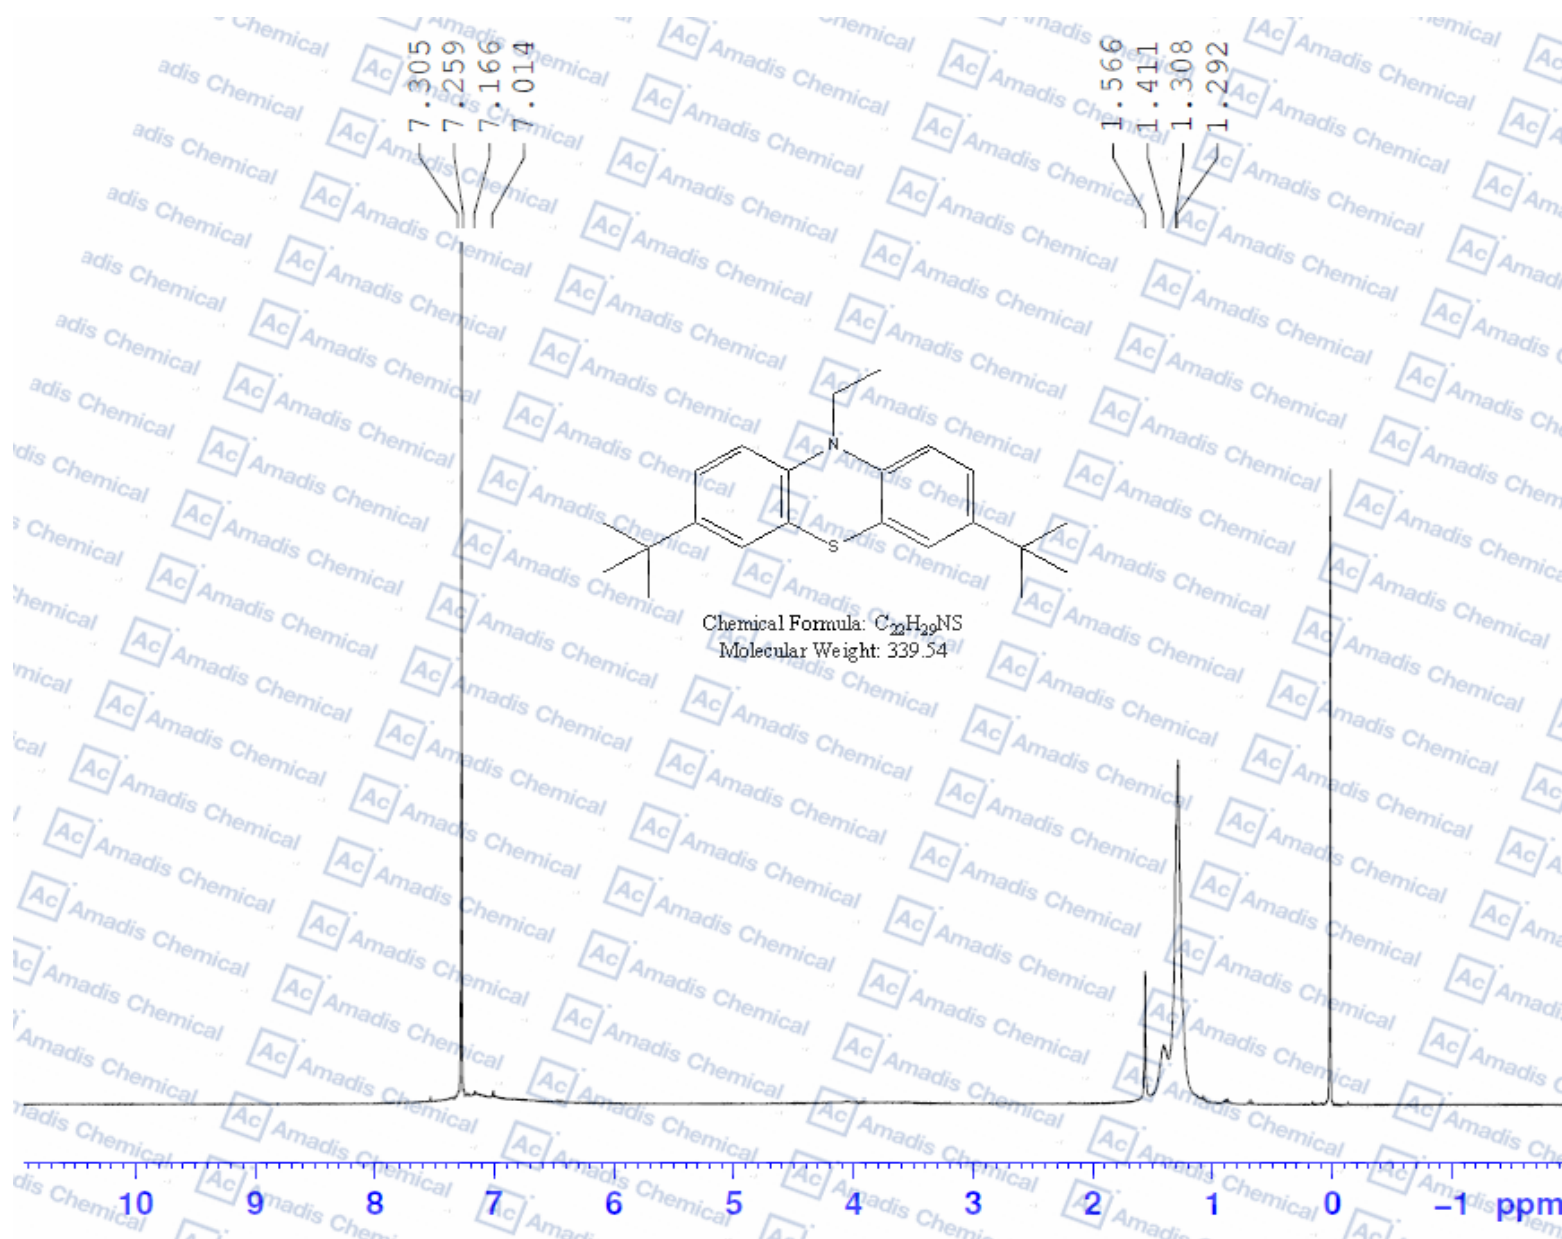 7.305
7.259
7.166
7.014
1.566
1.411
1.308
1.292
N
S
Chemical Formula: C₂₂H₂₉NS
Molecular Weight: 339.54
10 9 8 7 6 5 4 3 2 1 0 −1 ppm
Ac Amadis Chemical